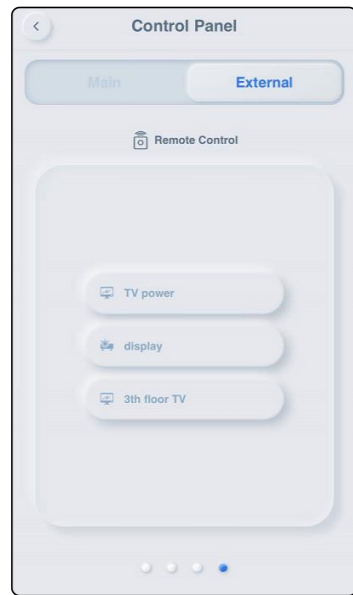 Control Panel
Main
External
Remote Control
TV power
display
3th floor TV